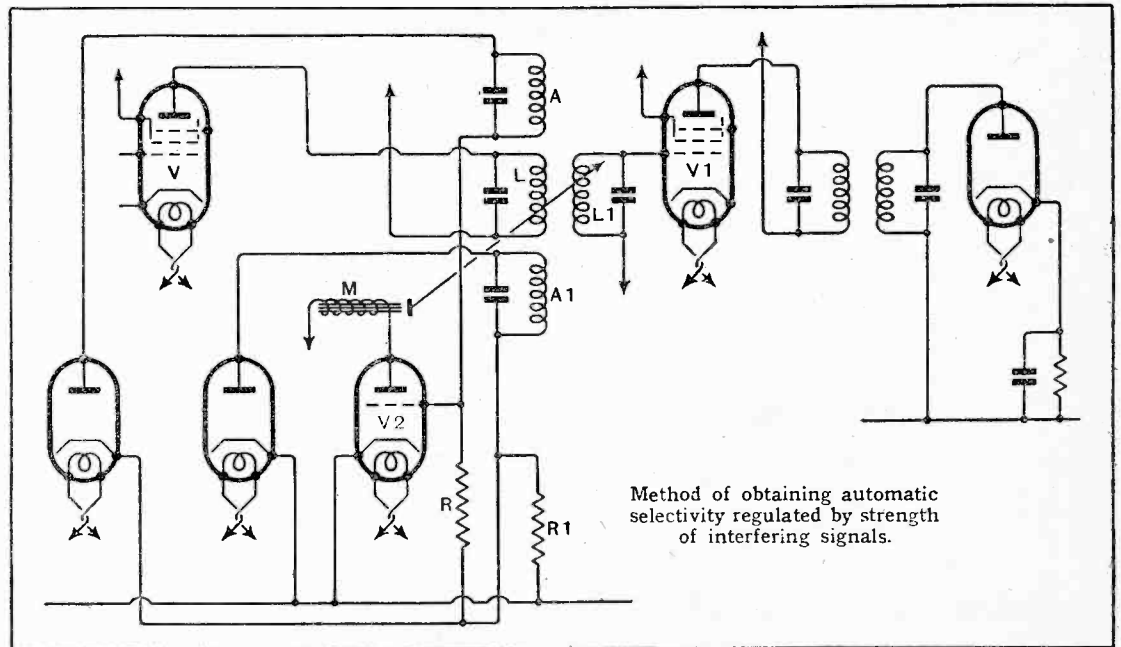 A
V
L
L1
V1
M
A1
V2
R
R1
Method of obtaining automatic
selectivity regulated by strength
of interfering signals.